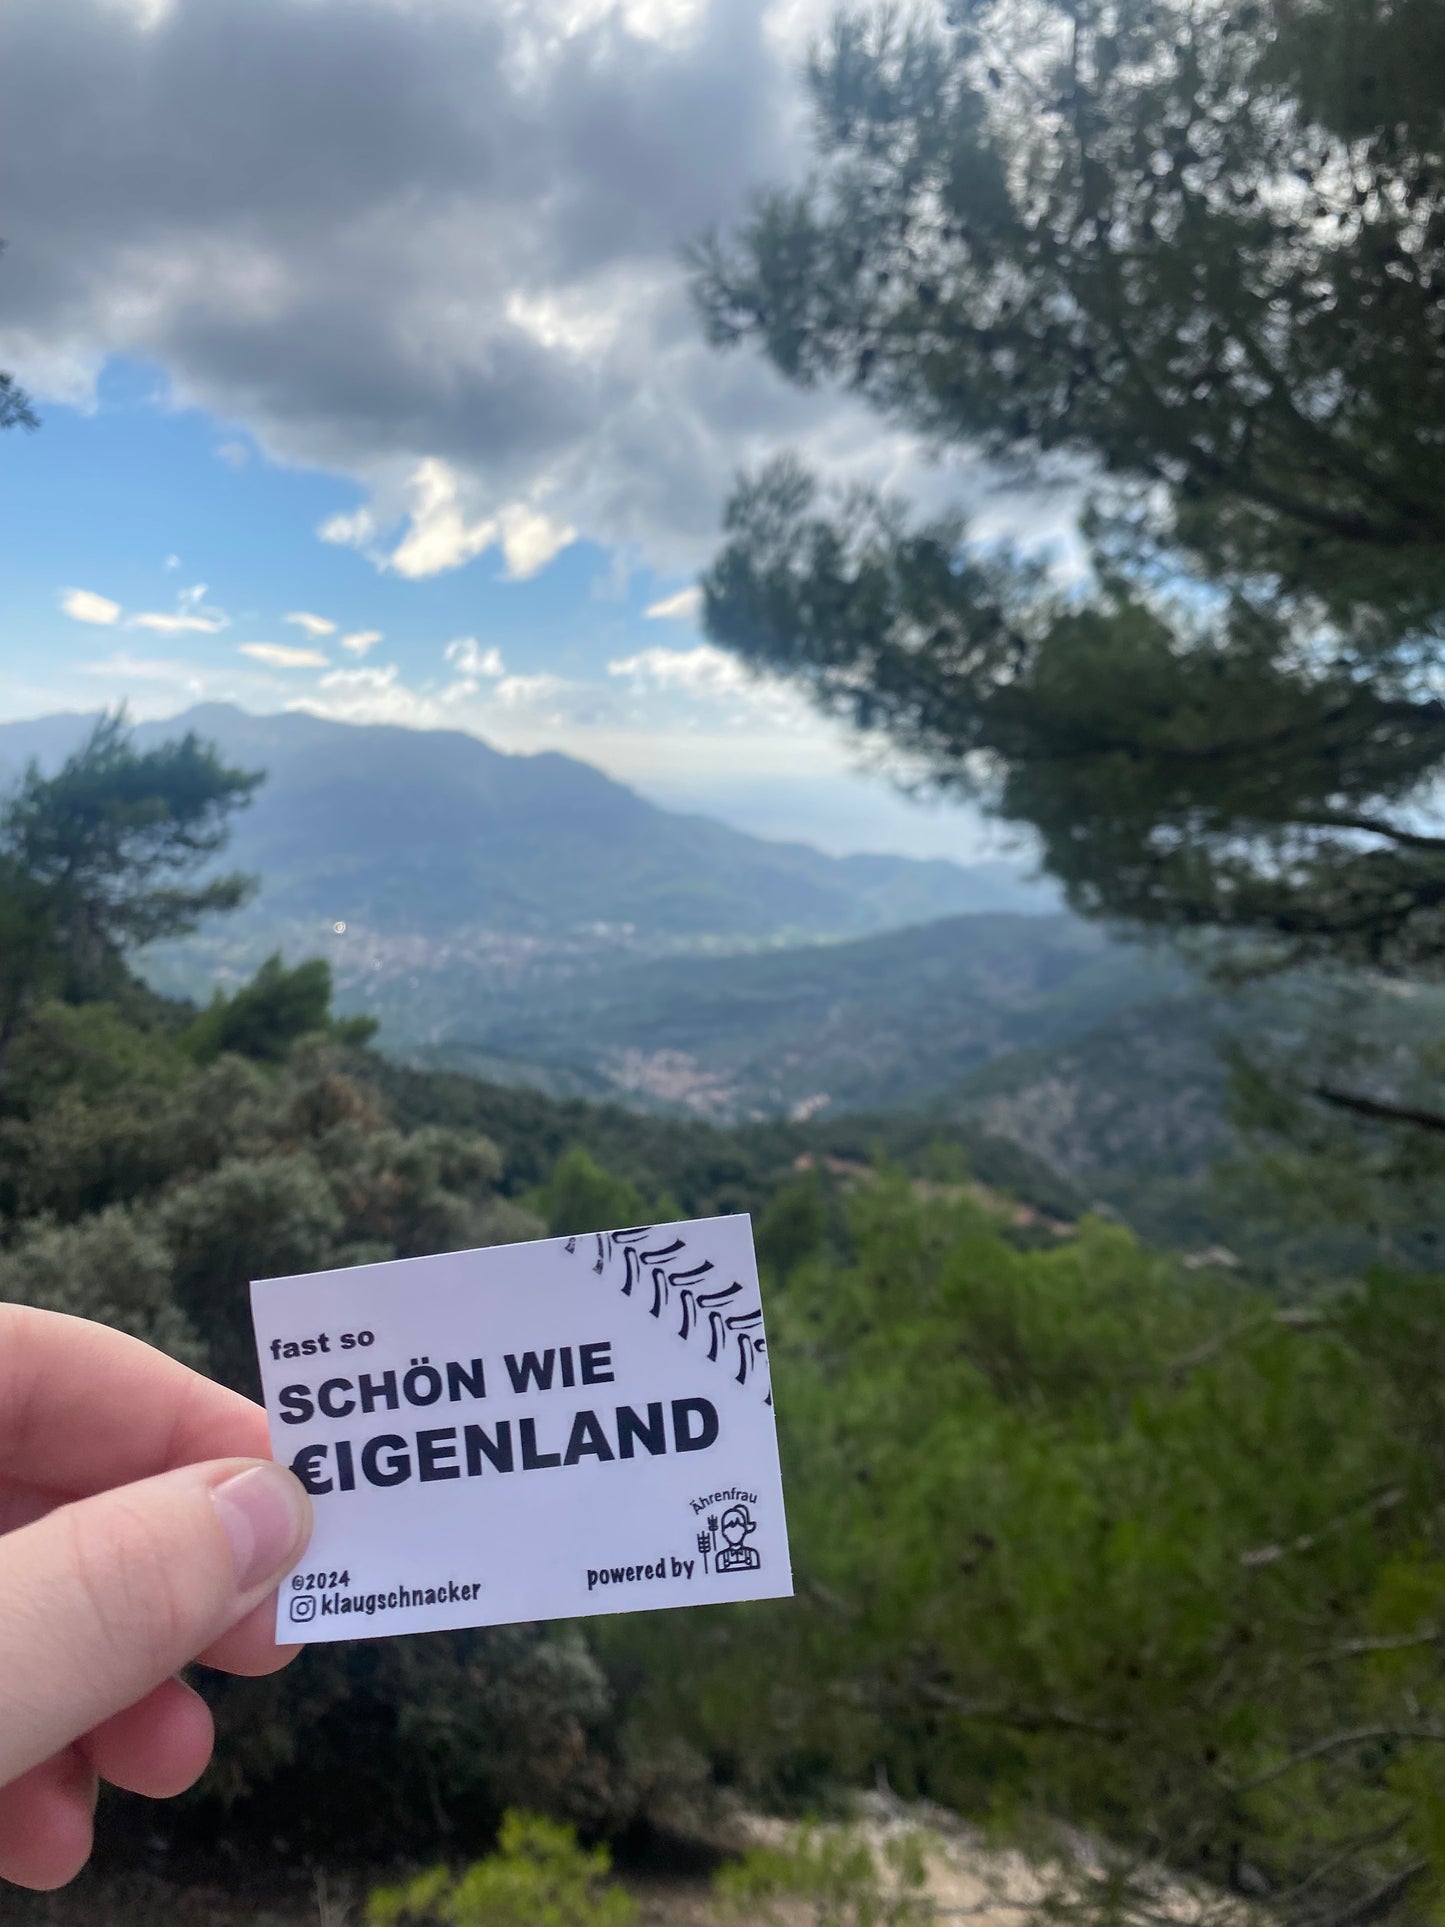 fast so
SCHÖN WIE
€IGENLAND
Ährenfrau
powered by
©2024
klaugschnacker